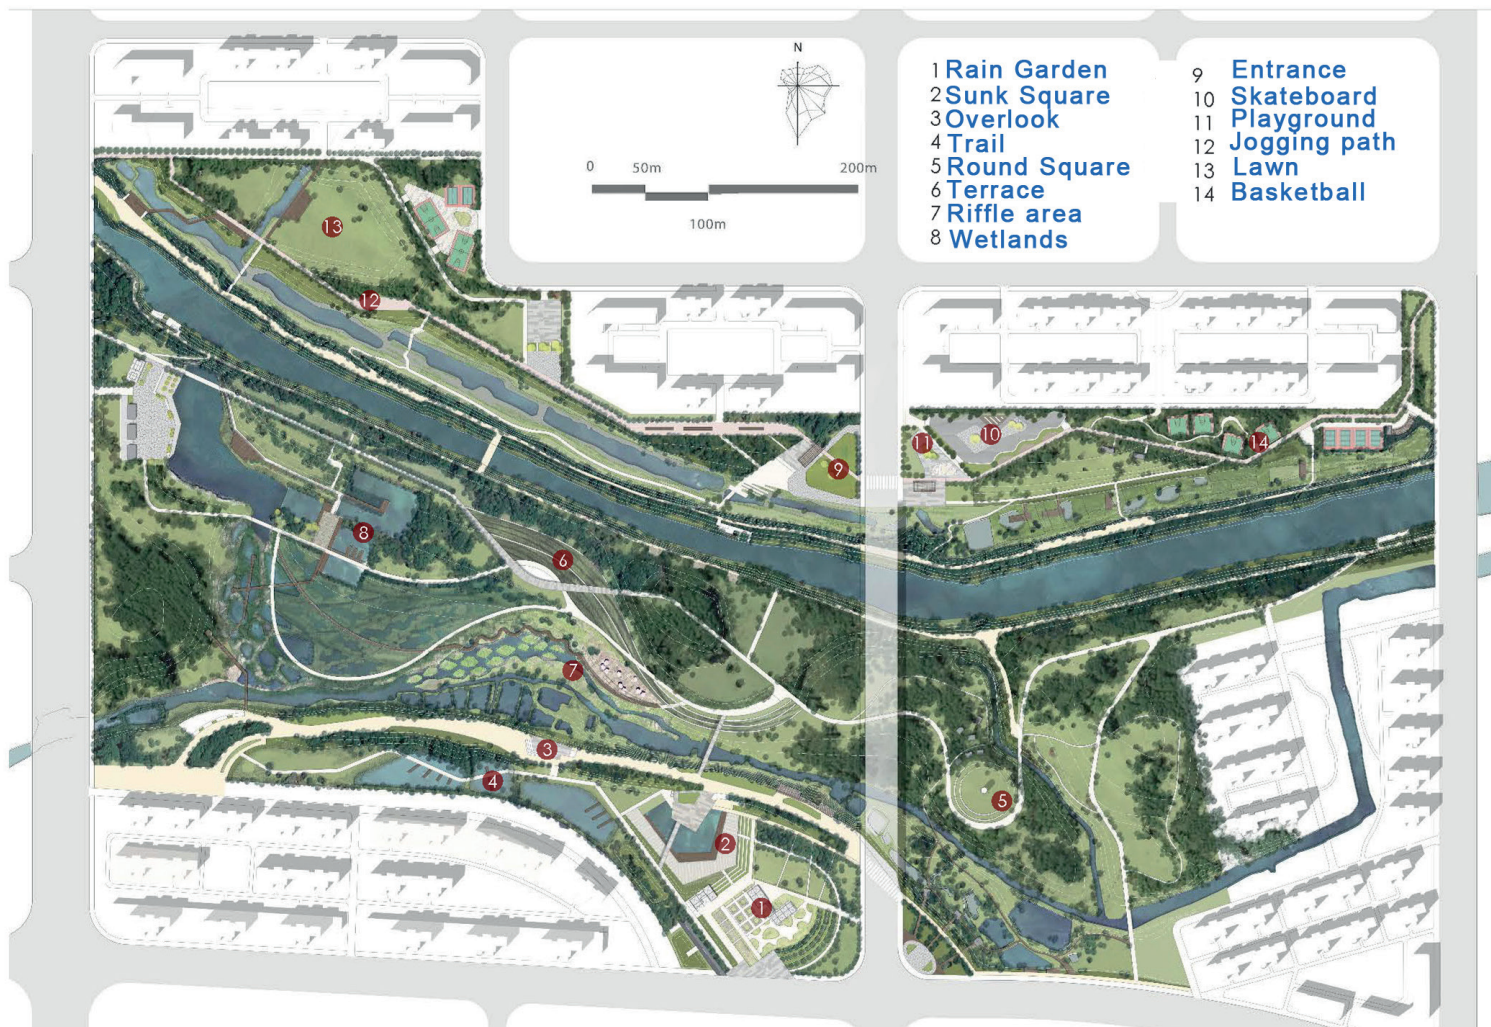 N
0 50m 200m
100m
1 Rain Garden
2 Sunk Square
3 Overlook
4 Trail
5 Round Square
6 Terrace
7 Riffle area
8 Wetlands
9 Entrance
10 Skateboard
11 Playground
12 Jogging path
13 Lawn
14 Basketball
13
12
10
11
14
9
8
6
7
3
4
5
2
1